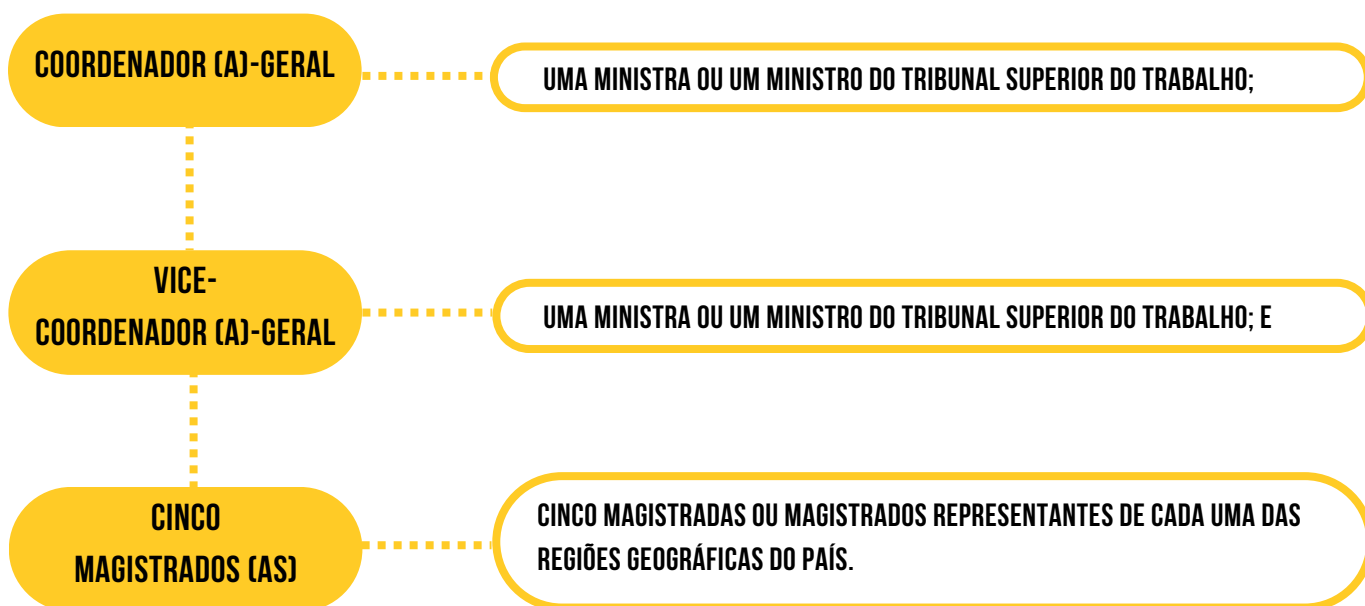 COORDENADOR (A)-GERAL
UMA MINISTRA OU UM MINISTRO DO TRIBUNAL SUPERIOR DO TRABALHO;
VICE-
COORDENADOR (A)-GERAL
UMA MINISTRA OU UM MINISTRO DO TRIBUNAL SUPERIOR DO TRABALHO; E
CINCO
MAGISTRADOS (AS)
CINCO MAGISTRADAS OU MAGISTRADOS REPRESENTANTES DE CADA UMA DAS
REGIÕES GEOGRÁFICAS DO PAÍS.